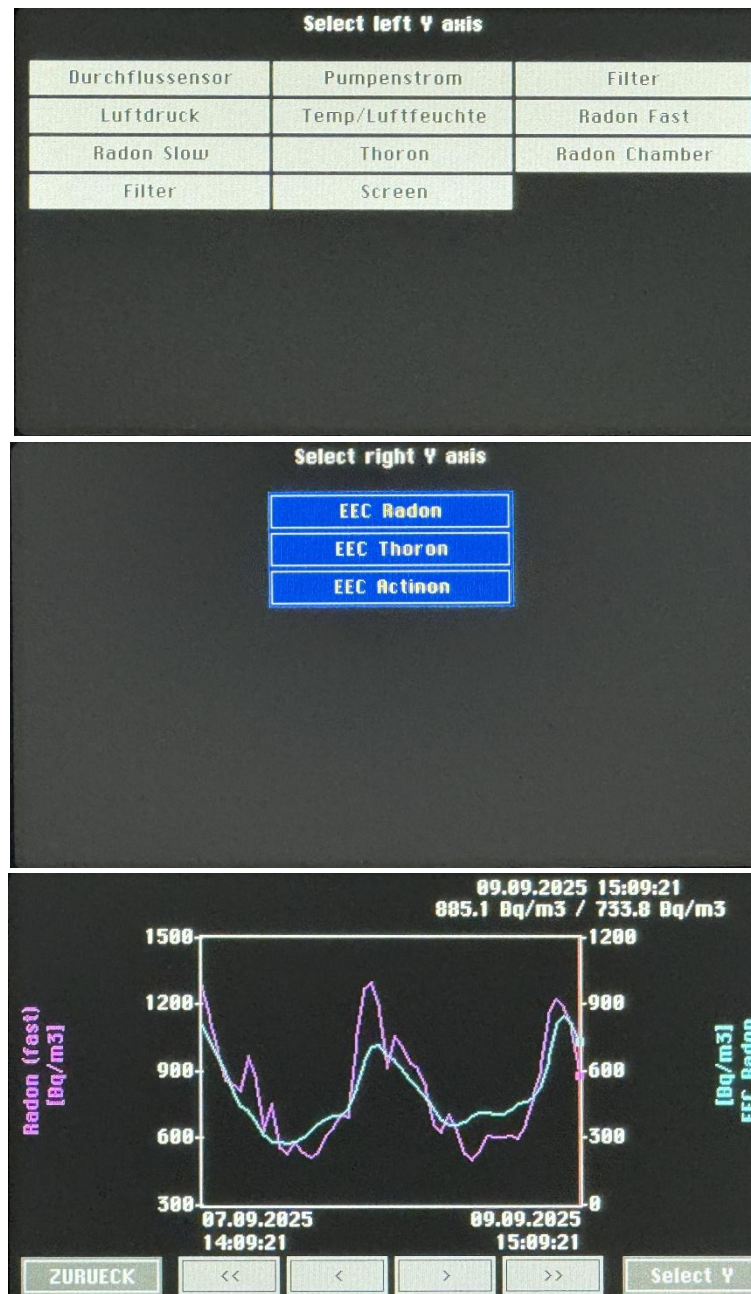 Select left Y axis
Durchflussensor Pumpenstrom Filter
Luftdruck Temp/Luftfeuchte Radon Fast
Radon Slow Thoron Radon Chamber
Filter Screen
Select right Y axis
EEC Radon
EEC Thoron
EEC Actinon
09.09.2025 15:09:21
885.1 Bq/m3 / 733.8 Bq/m3
1500 1200
1200 900
900 600
600 300
300 0
Radon (fast)
[Bq/m3]
[Bq/m3]
EEC Radon
07.09.2025 09.09.2025
14:09:21 15:09:21
ZURUECK << < > >> Select Y